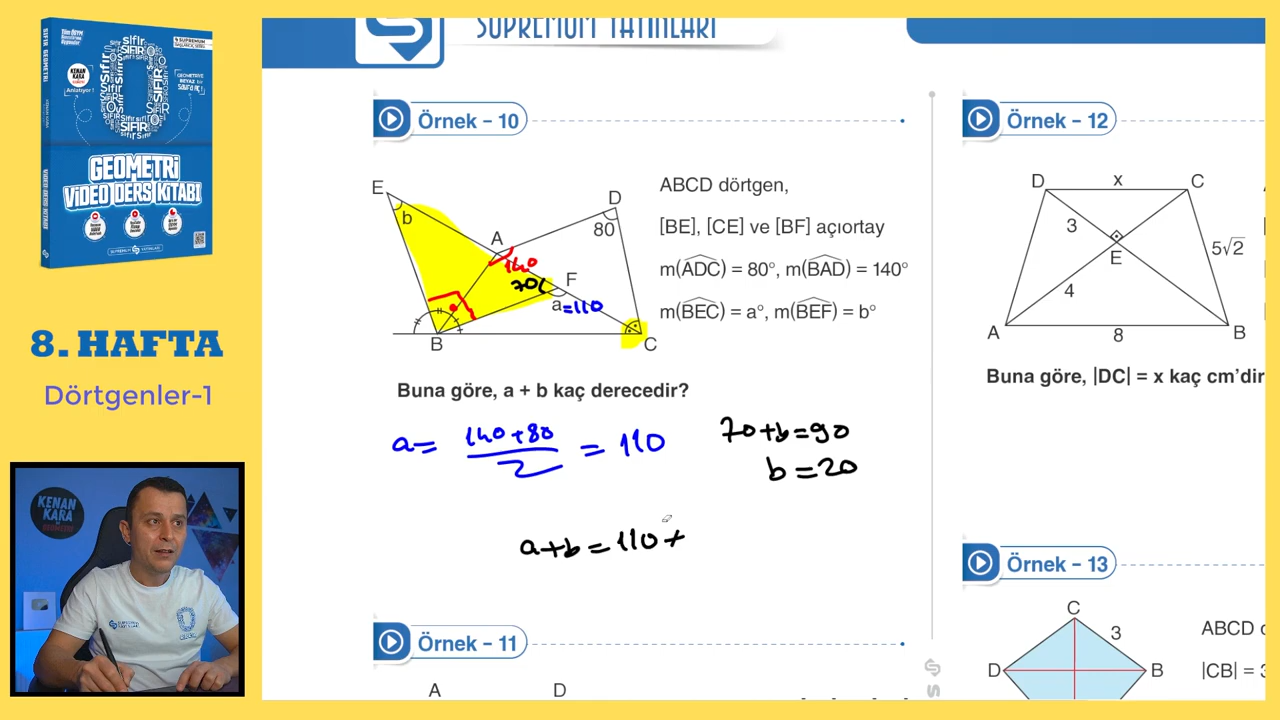 SUPREMUM YAYINLARI
SIFIR
GEOMETRİ
VİDEO DERS KİTABI
KENAN
KARA
Anlatıyor!
8. HAFTA
Dörtgenler-1
KENAN
KARA
Örnek – 10
E
b
A
D
80
140
70
F
a
=110
B
C
ABCD dörtgen,
[BE], [CE] ve [BF] açıortay
m(ADC) = 80°, m(BAD) = 140°
m(BEC) = a°, m(BEF) = b°
Buna göre, a + b kaç derecedir?
a = 140+80
2
= 110
70+b=90
b=20
a+b=110+
Örnek – 11
A
D
Örnek – 12
D
x
C
3
E
5√2
4
A
8
B
Buna göre, |DC| = x kaç cm'dir
Örnek – 13
C
3
D
B
ABCD
|CB| = 3